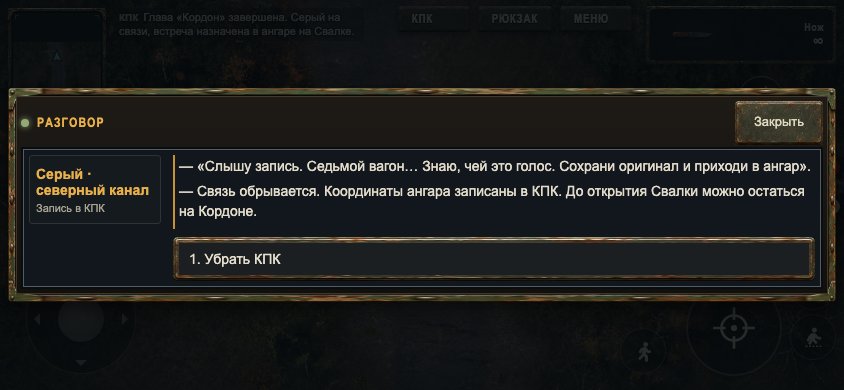 КПК Глава «Кордон» завершена. Серый на
связи, встреча назначена в ангаре на Свалке.
КПК
РЮКЗАК
МЕНЮ
Нож
∞
РАЗГОВОР
Закрыть
Серый ·
северный канал
Запись в КПК
— «Слышу запись. Седьмой вагон… Знаю, чей это голос. Сохрани оригинал и приходи в ангар».
— Связь обрывается. Координаты ангара записаны в КПК. До открытия Свалки можно остаться
на Кордоне.
1. Убрать КПК